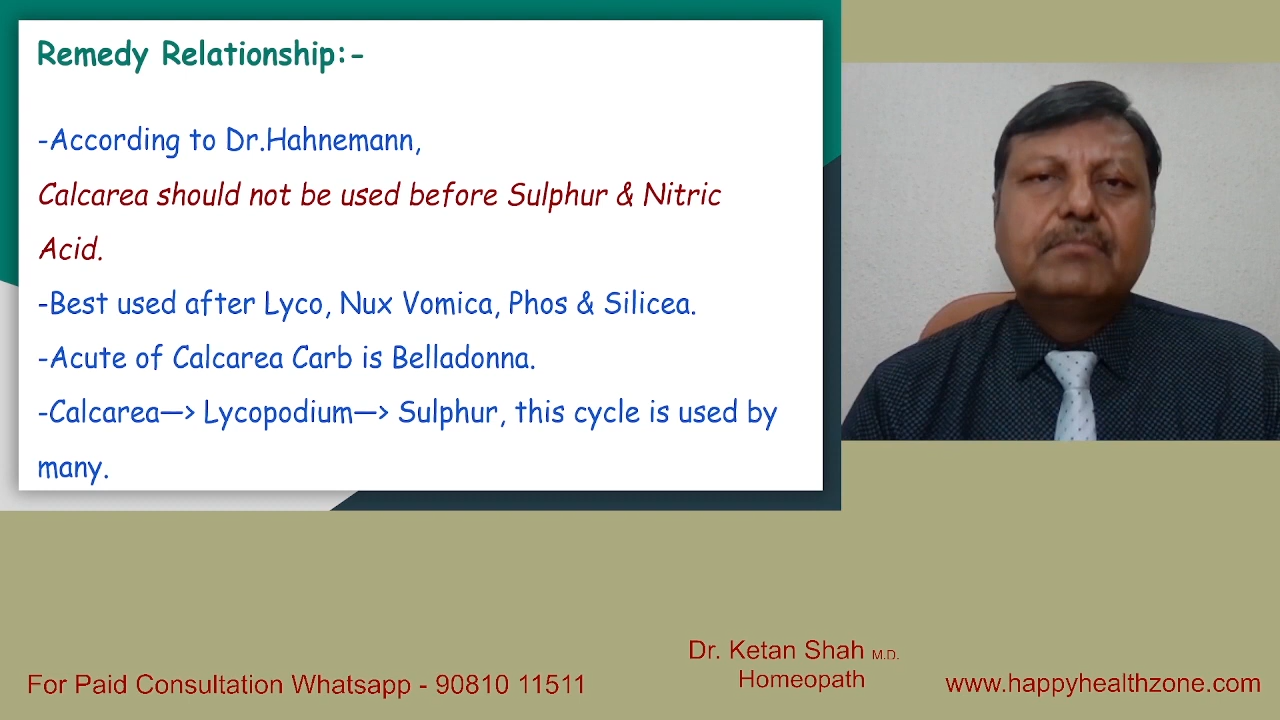 Remedy Relationship:-
-According to Dr.Hahnemann,
Calcarea should not be used before Sulphur & Nitric
Acid.
-Best used after Lyco, Nux Vomica, Phos & Silicea.
-Acute of Calcarea Carb is Belladonna.
-Calcarea—> Lycopodium—> Sulphur, this cycle is used by
many.
Dr. Ketan Shah M.D.
Homeopath
For Paid Consultation Whatsapp - 90810 11511
www.happyhealthzone.com